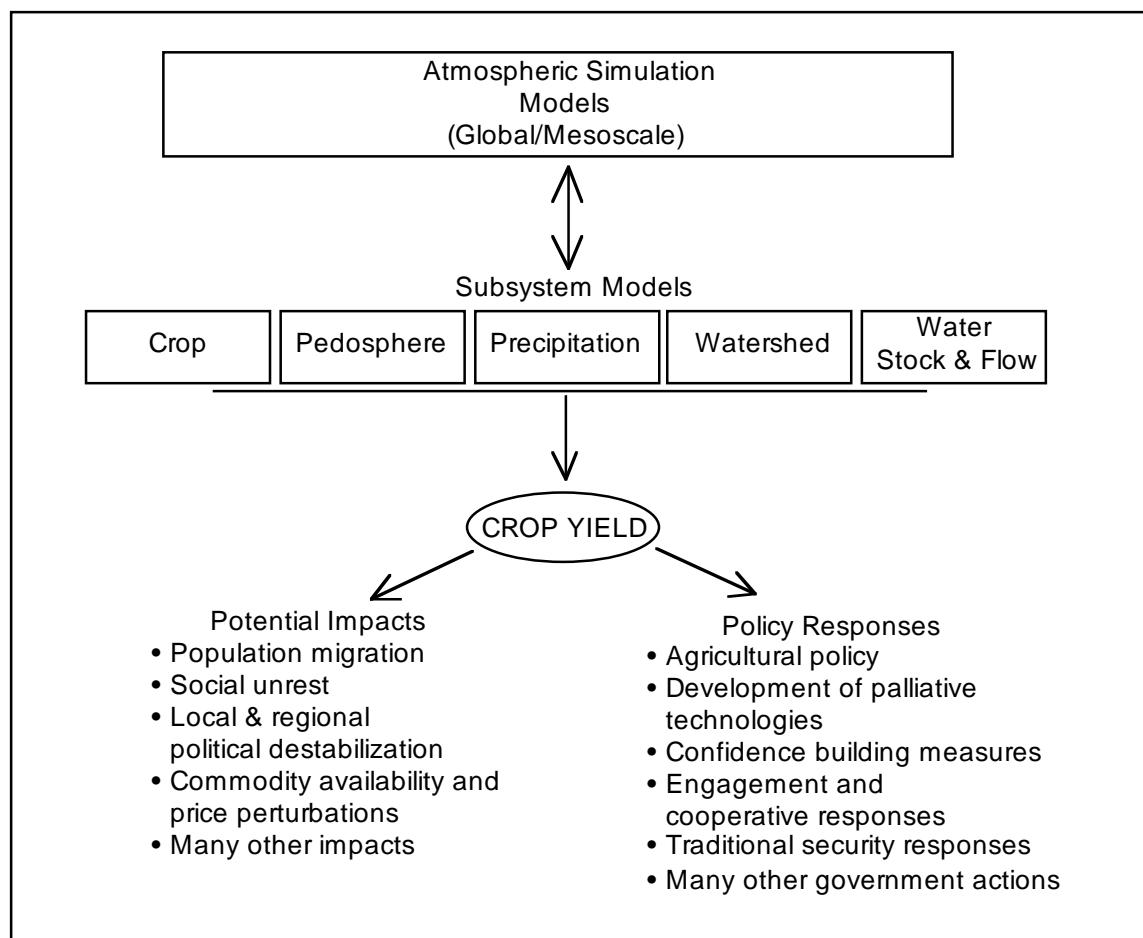 Atmospheric Simulation
Models
(Global/Mesoscale)
Subsystem Models
Crop
Pedosphere
Precipitation
Watershed
Water
Stock & Flow
CROP YIELD
Potential Impacts
• Population migration
• Social unrest
• Local & regional
political destabilization
• Commodity availability and
price perturbations
• Many other impacts
Policy Responses
• Agricultural policy
• Development of palliative
technologies
• Confidence building measures
• Engagement and
cooperative responses
• Traditional security responses
• Many other government actions